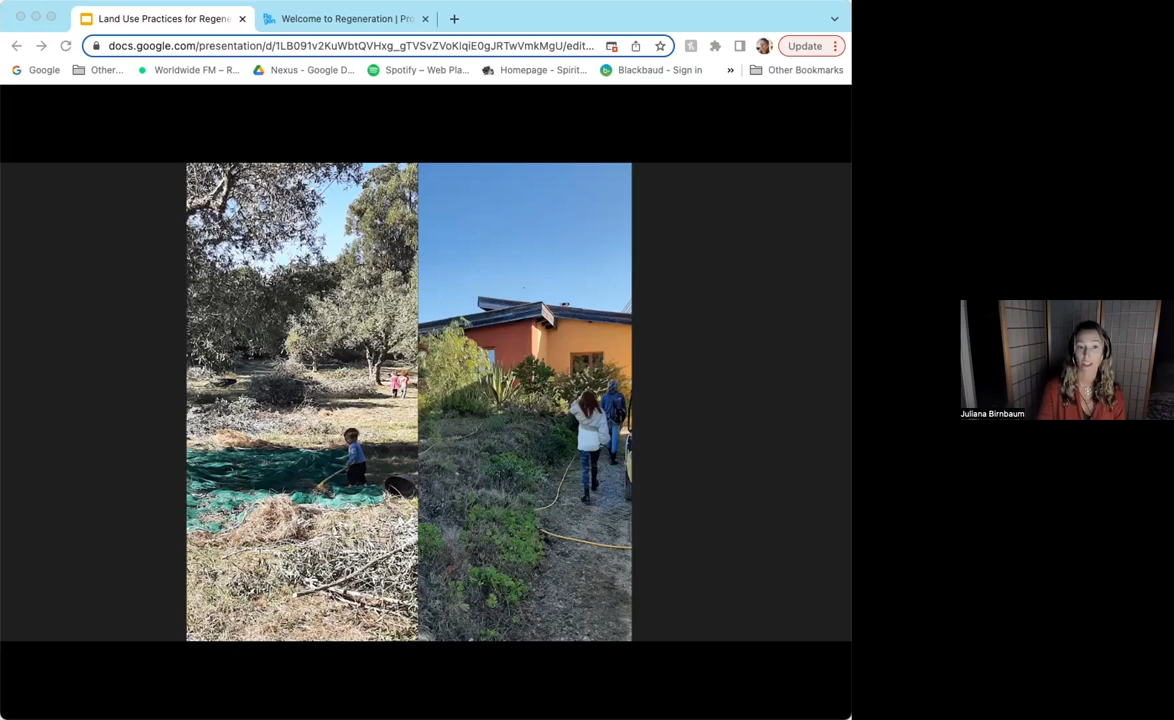 Land Use Practices for Regene
Welcome to Regeneration | Pro
docs.google.com/presentation/d/1LB091v2KuWbtQVHxg_gTVSvZVoKlqiE0gJRTwVmkMgU/edit...
Update
Google
Other...
Worldwide FM – R...
Nexus - Google D...
Spotify – Web Pla...
Homepage - Spirit...
Blackbaud - Sign in
»
Other Bookmarks
Juliana Birnbaum